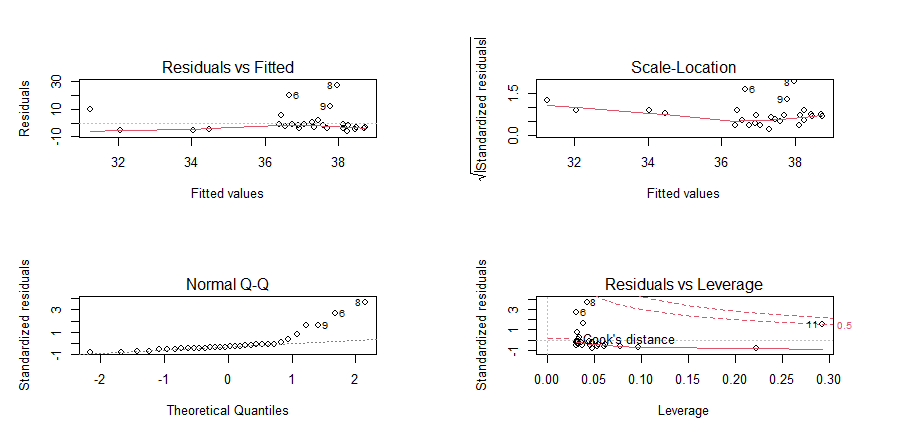 Residuals vs Fitted
Residuals
-10 10 30
8
6
9
32 34 36 38
Fitted values
Scale-Location
√|Standardized residuals|
0.0 1.5
8
6
9
32 34 36 38
Fitted values
Normal Q-Q
Standardized residuals
-1 1 3
8
6
9
-2 -1 0 1 2
Theoretical Quantiles
Residuals vs Leverage
Standardized residuals
-1 1 3
8
6
11
0.5
Cook's distance
0.00 0.05 0.10 0.15 0.20 0.25 0.30
Leverage